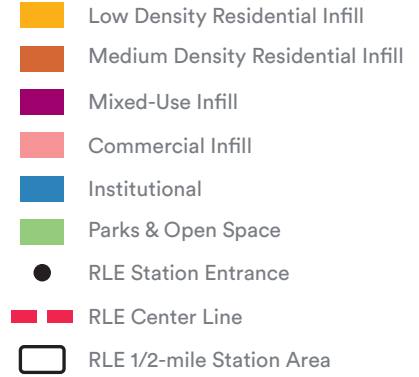 Low Density Residential Infill
Medium Density Residential Infill
Mixed-Use Infill
Commercial Infill
Institutional
Parks & Open Space
RLE Station Entrance
RLE Center Line
RLE 1/2-mile Station Area